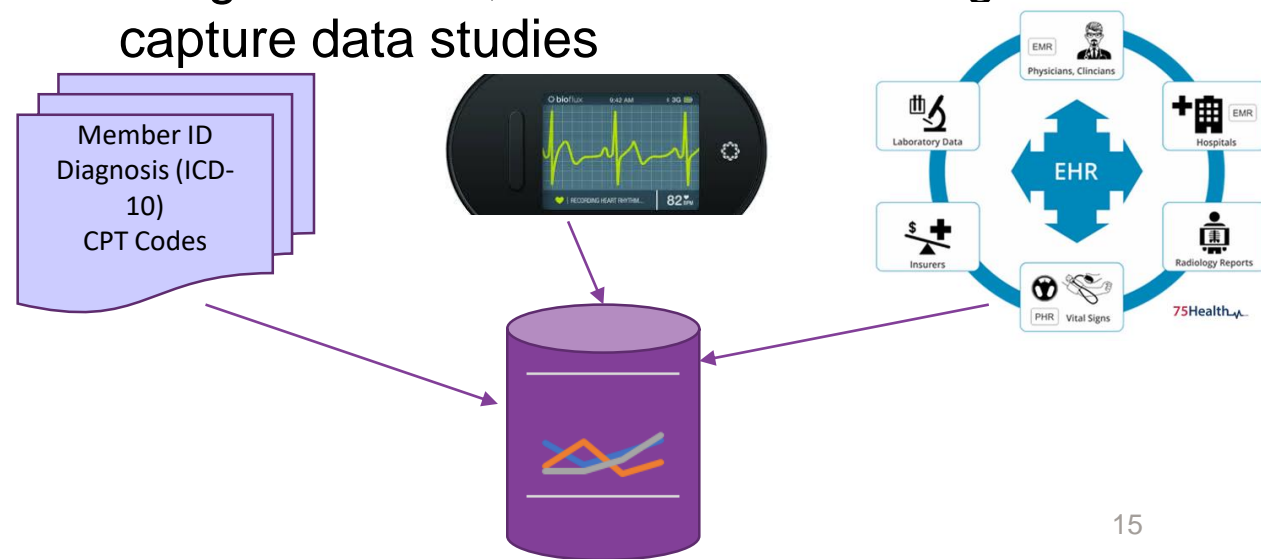 capture data studies
Member ID
Diagnosis (ICD-
10)
CPT Codes
bioflux
9:42 AM
3G
RECORDING HEART RHYTHM...
82 BPM
EMR
Physicians, Clincians
Laboratory Data
EMR
Hospitals
EHR
$
Insurers
Radiology Reports
PHR
Vital Signs
75Health
15